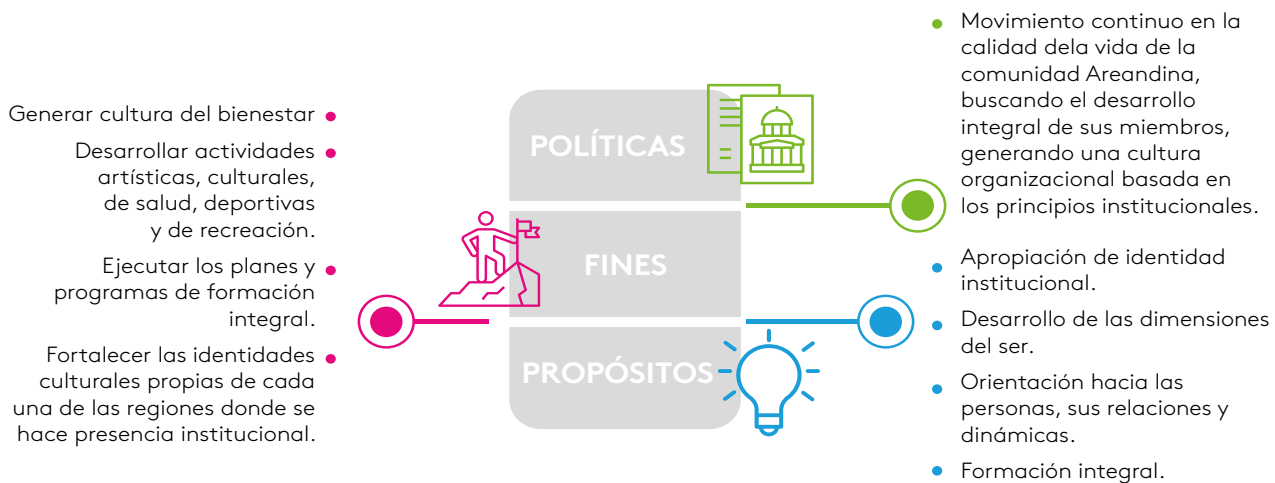 Generar cultura del bienestar
Desarrollar actividades
artísticas, culturales,
de salud, deportivas
y de recreación.
Ejecutar los planes y
programas de formación
integral.
Fortalecer las identidades
culturales propias de cada
una de las regiones donde se
hace presencia institucional.
POLÍTICAS
FINES
PROPÓSITOS
Movimiento continuo en la
calidad dela vida de la
comunidad Areandina,
buscando el desarrollo
integral de sus miembros,
generando una cultura
organizacional basada en
los principios institucionales.
Apropiación de identidad
institucional.
Desarrollo de las dimensiones
del ser.
Orientación hacia las
personas, sus relaciones y
dinámicas.
Formación integral.